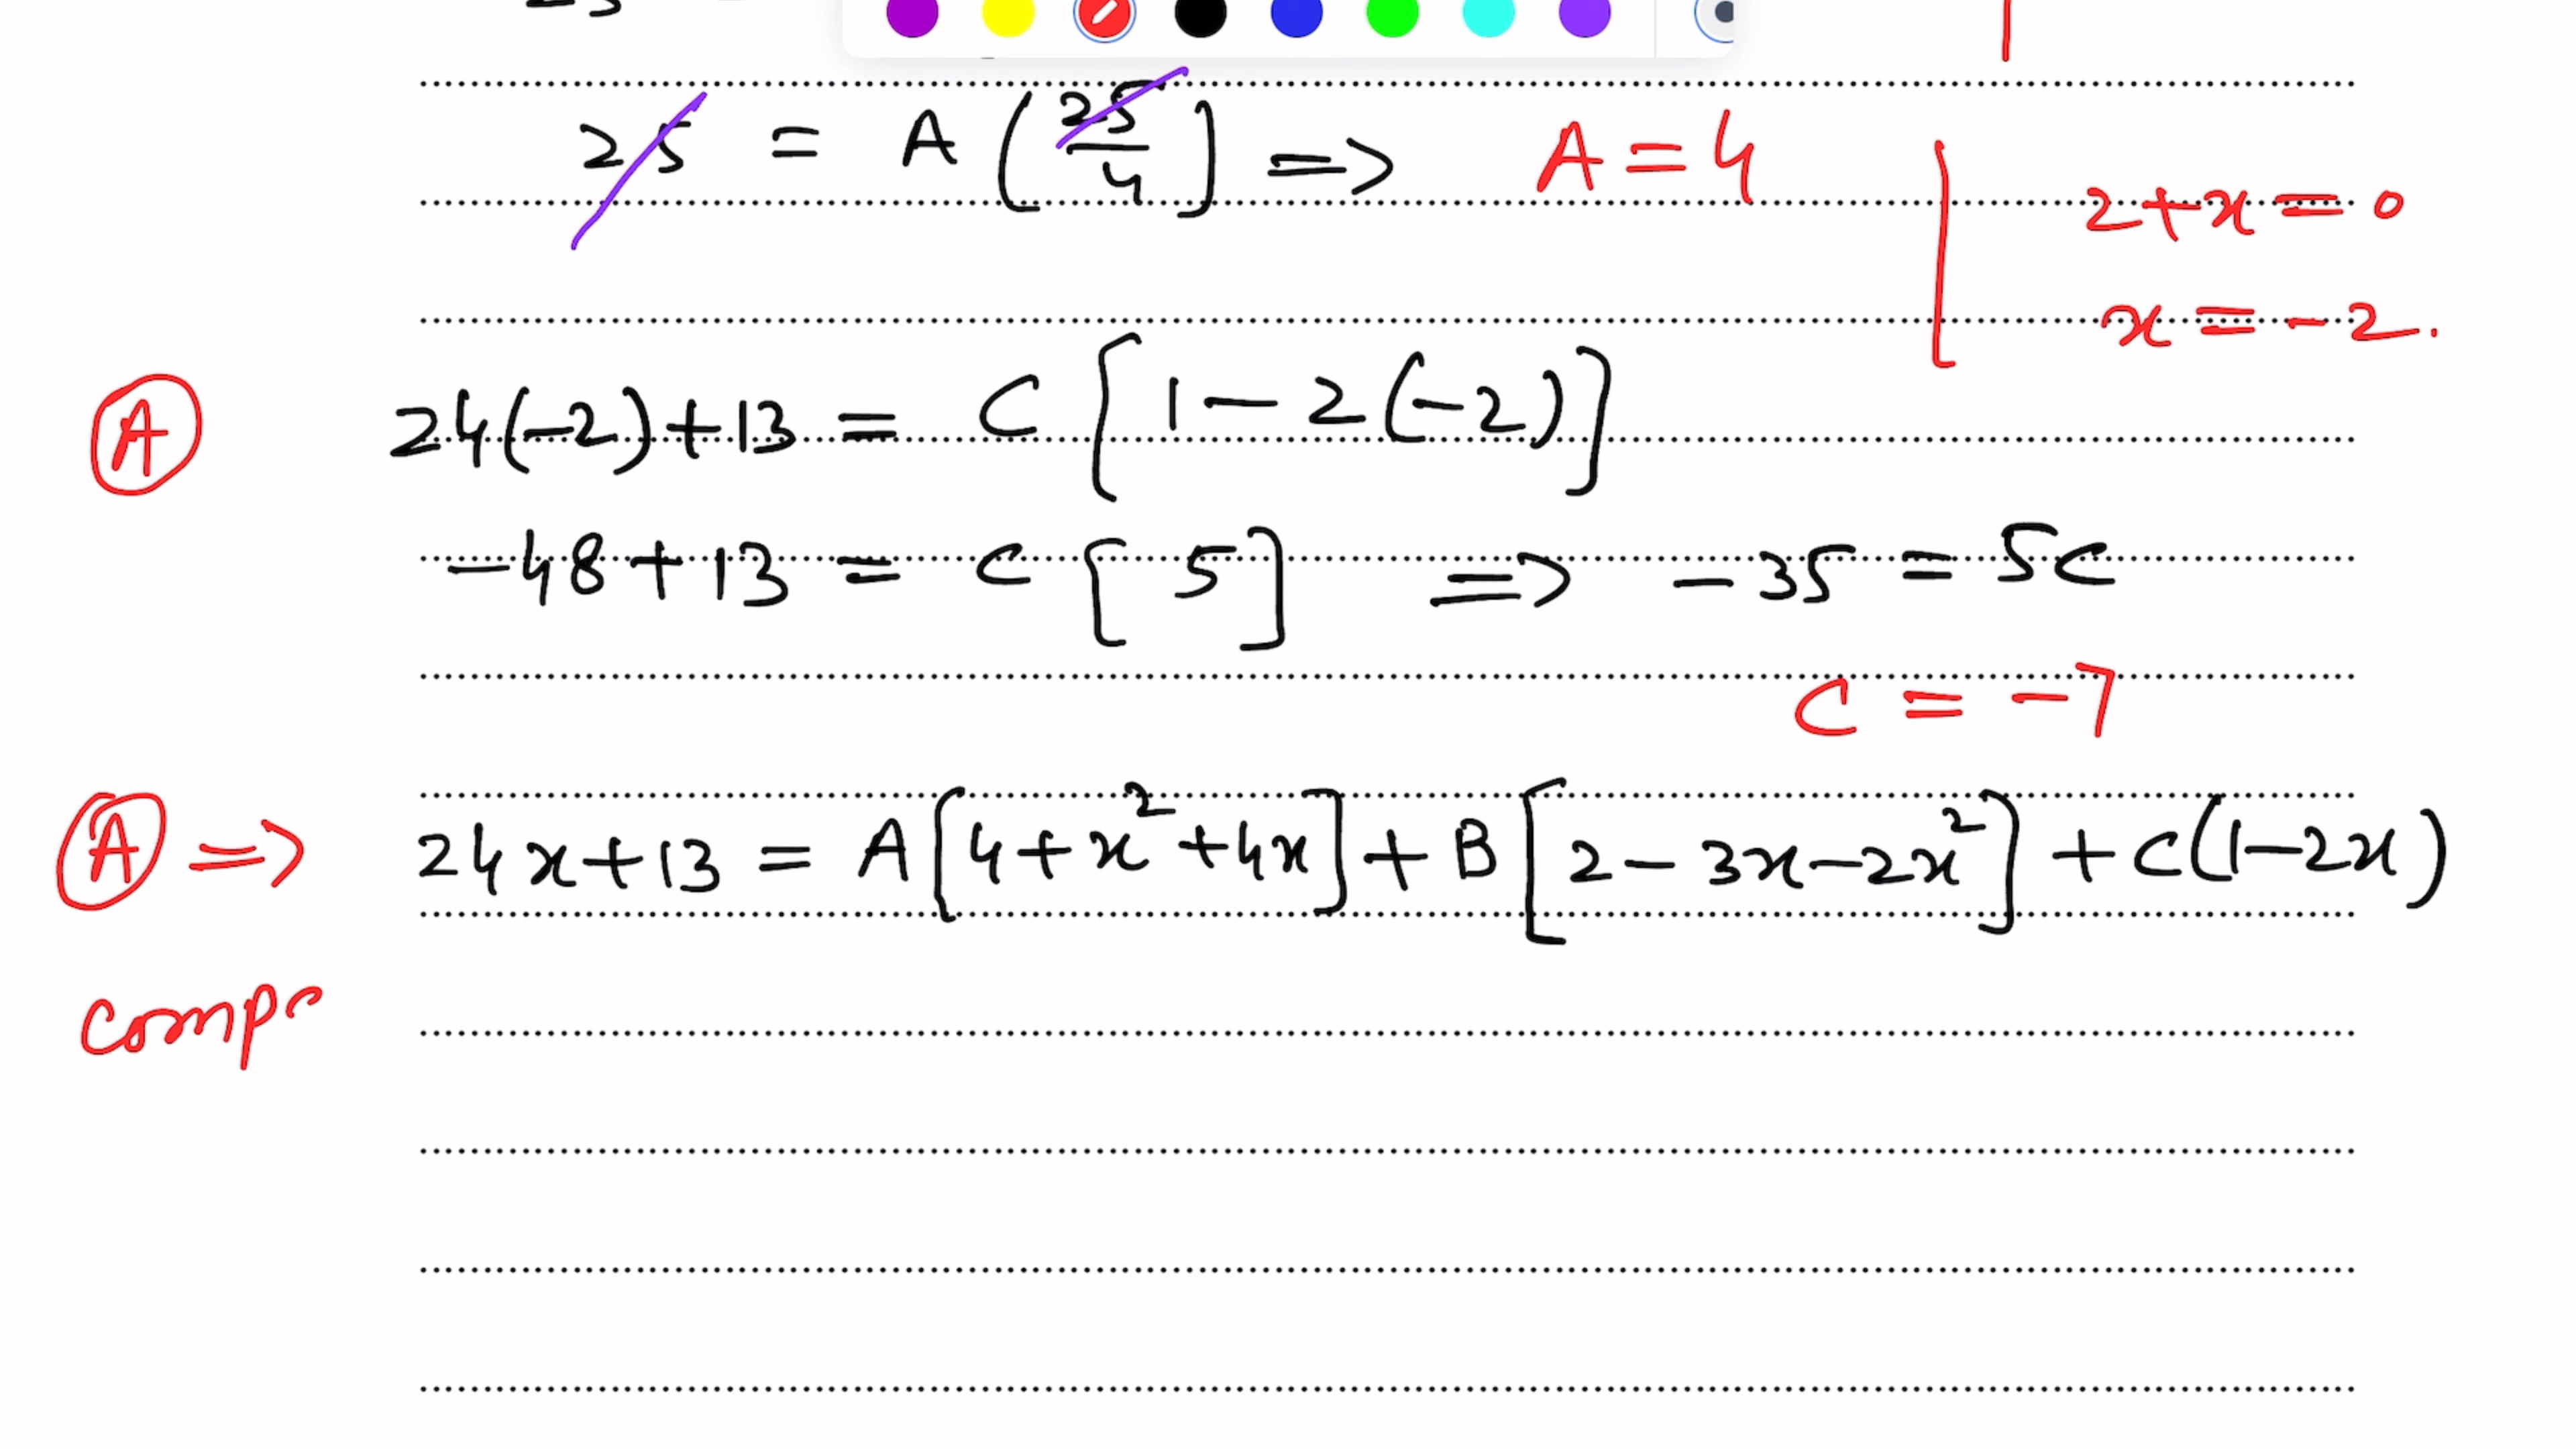 25 = A (25/4) => A = 4
2+x = 0
x = -2.
(A) 24(-2)+13 = C [1-2(-2)]
-48+13 = C [5] => -35 = 5C
C = -7
(A) => 24x+13 = A[4+x²+4x] + B[2-3x-2x²] + C(1-2x)
comp